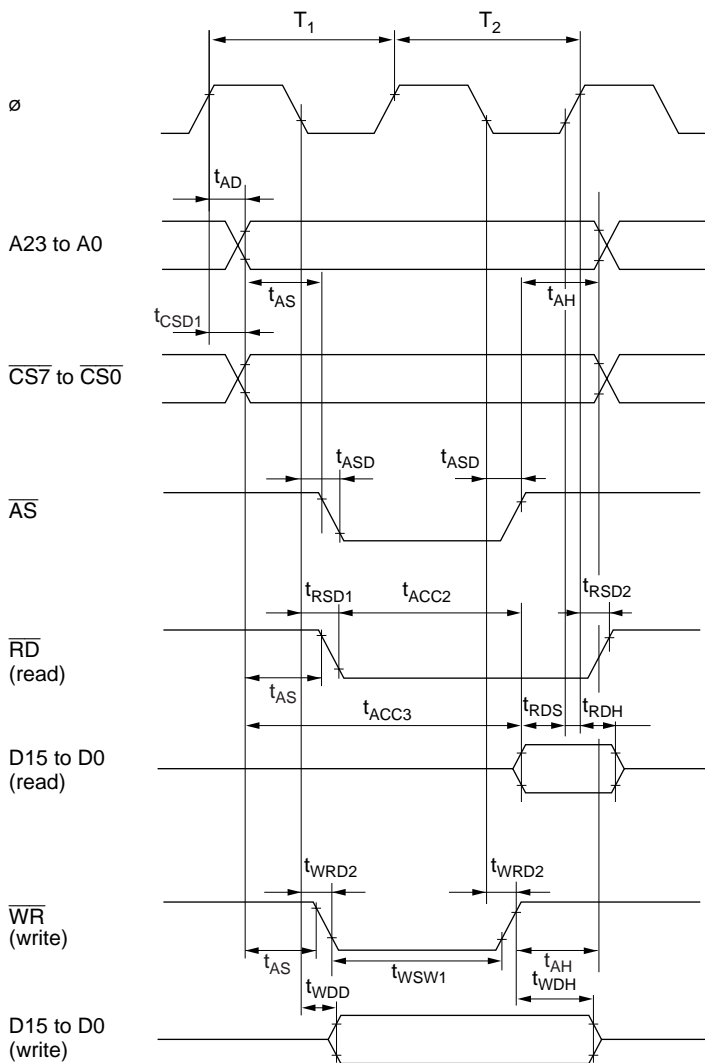 T1 T2
ø
tAD
A23 to A0
tAS tAH
tCSD1
CS7 to CS0
tASD tASD
AS
tRSD1 tACC2 tRSD2
RD
(read)
tAS
tACC3 tRDS tRDH
D15 to D0
(read)
tWRD2 tWRD2
WR
(write)
tAS tWSW1 tAH
tWDD tWDH
D15 to D0
(write)